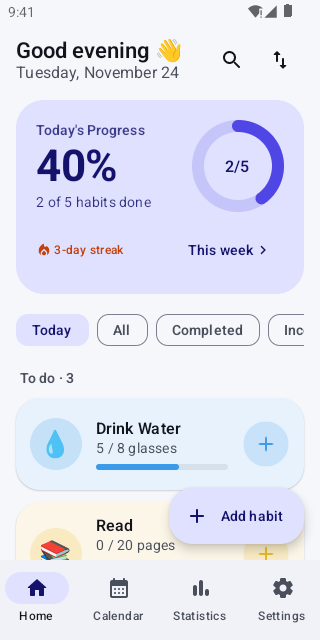 9:41
Good evening 👋
Tuesday, November 24
Today's Progress
40%
2 of 5 habits done
2/5
3-day streak
This week
Today
All
Completed
Inc
To do · 3
Drink Water
5 / 8 glasses
Read
0 / 20 pages
Add habit
Home
Calendar
Statistics
Settings